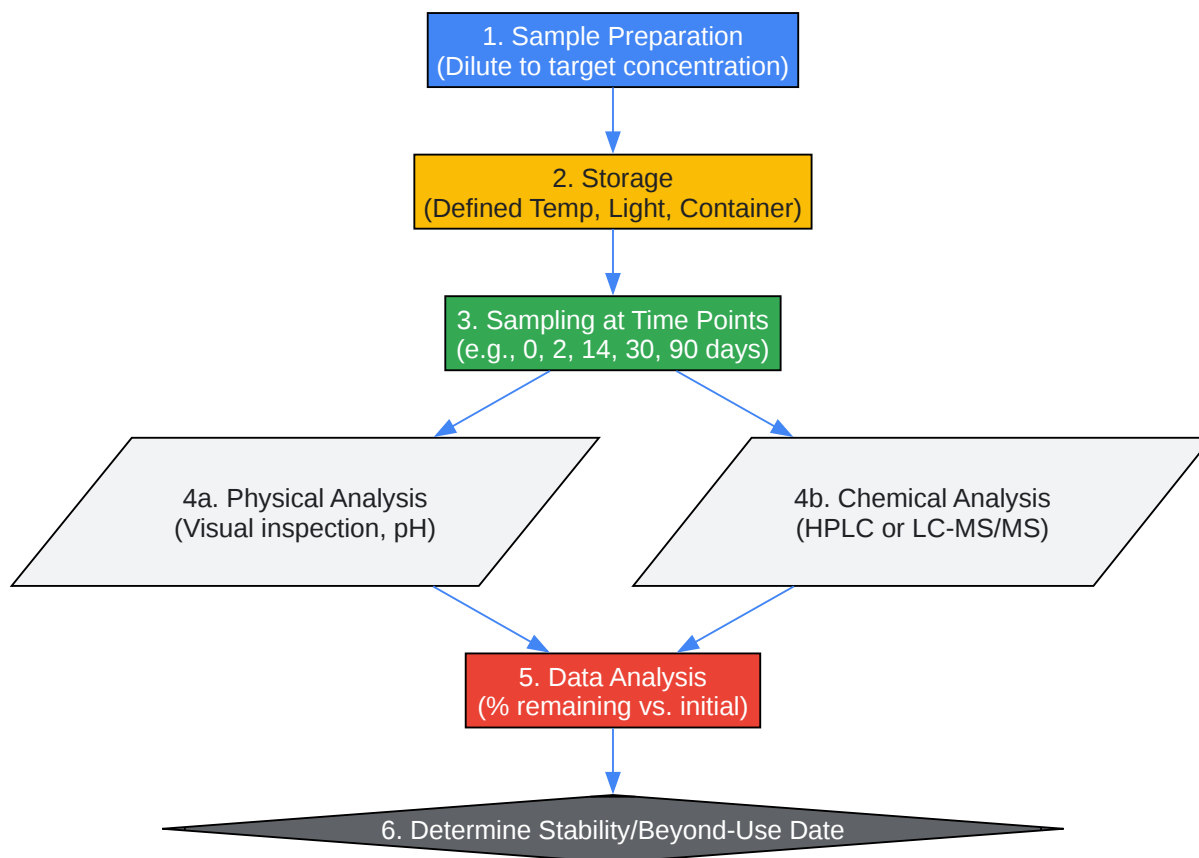 1. Sample Preparation
(Dilute to target concentration)
2. Storage
(Defined Temp, Light, Container)
3. Sampling at Time Points
(e.g., 0, 2, 14, 30, 90 days)
4a. Physical Analysis
(Visual inspection, pH)
4b. Chemical Analysis
(HPLC or LC-MS/MS)
5. Data Analysis
(% remaining vs. initial)
6. Determine Stability/Beyond-Use Date